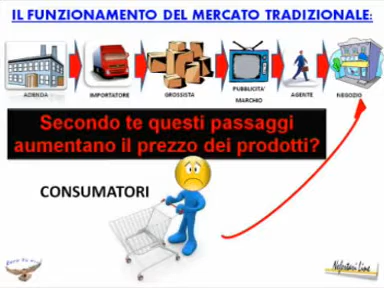 IL FUNZIONAMENTO DEL MERCATO TRADIZIONALE:
AZIENDA
IMPORTATORE
GROSSISTA
PUBBLICITA'
MARCHIO
AGENTE
NEGOZIO
Secondo te questi passaggi
aumentano il prezzo dei prodotti?
CONSUMATORI